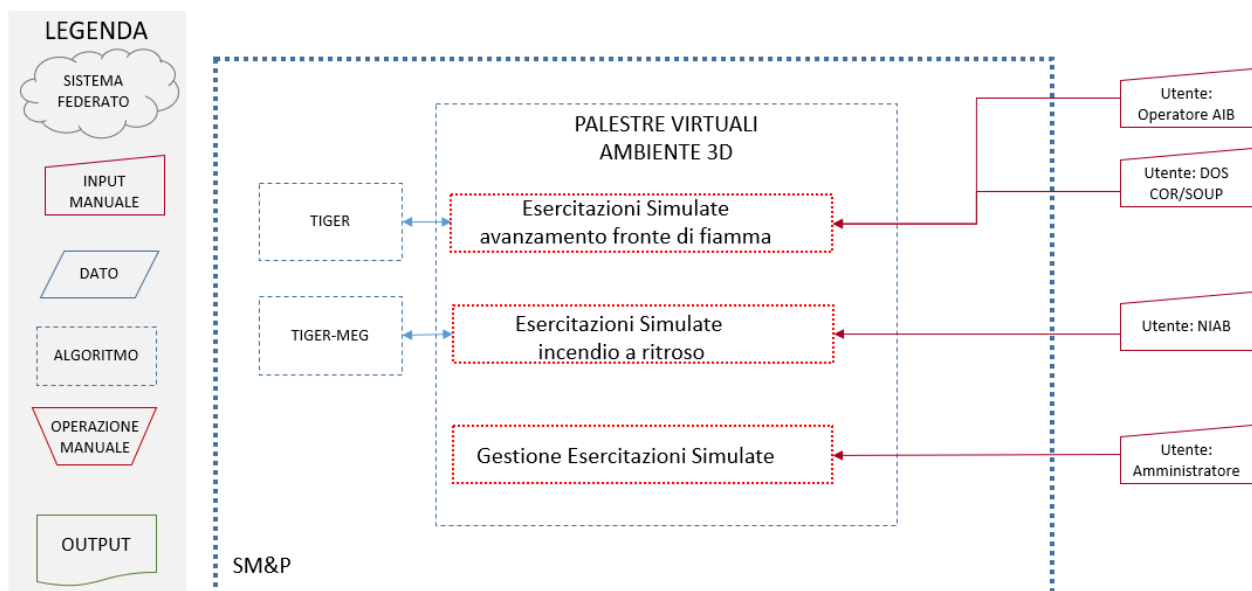 LEGENDA
SISTEMA
FEDERATO
INPUT
MANUALE
DATO
ALGORITMO
OPERAZIONE
MANUALE
OUTPUT
PALESTRE VIRTUALI
AMBIENTE 3D
TIGER
Esercitazioni Simulate
avanzamento fronte di fiamma
TIGER-MEG
Esercitazioni Simulate
incendio a ritroso
Gestione Esercitazioni Simulate
SM&P
Utente:
Operatore AIB
Utente: DOS
COR/SOUP
Utente: NIAB
Utente:
Amministratore